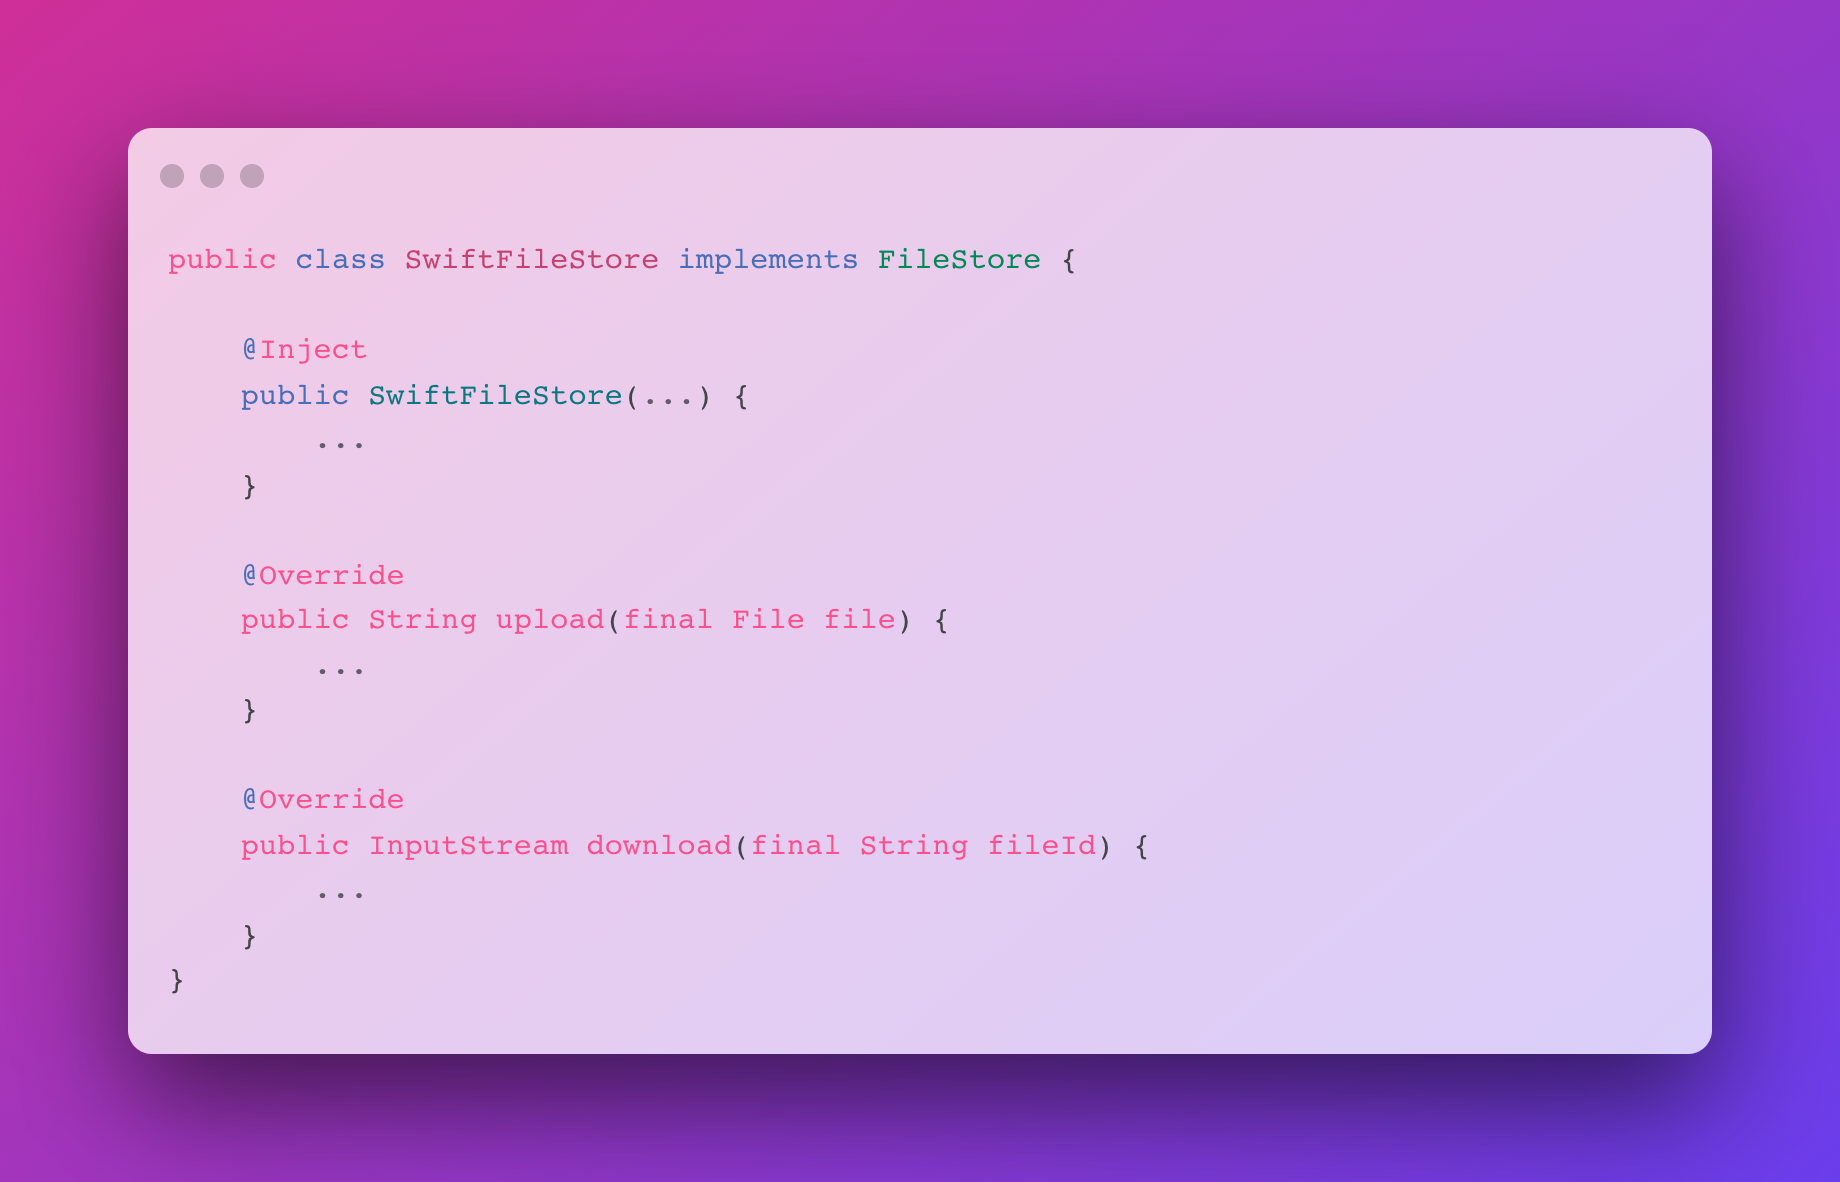 public class SwiftFileStore implements FileStore {
@Inject
public SwiftFileStore(...) {
...
}
@Override
public String upload(final File file) {
...
}
@Override
public InputStream download(final String fileId) {
...
}
}